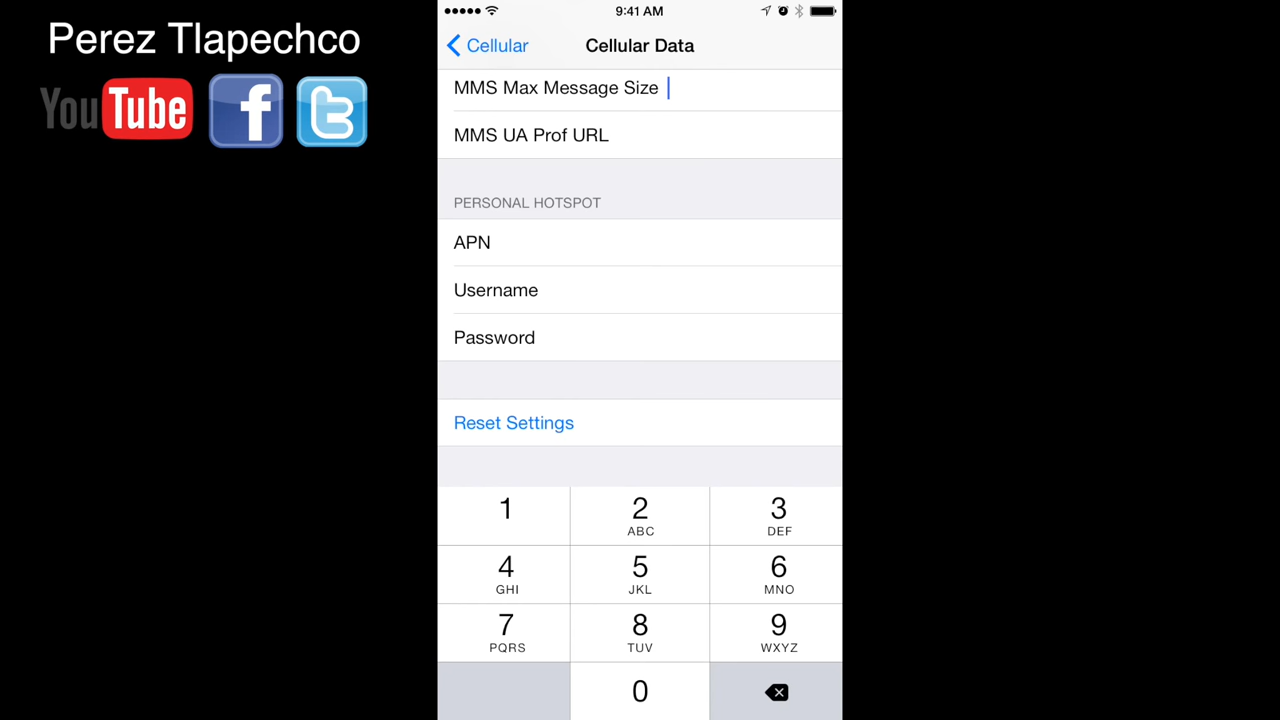 Perez Tlapechco
YouTube f t
9:41 AM
Cellular
Cellular Data
MMS Max Message Size
MMS UA Prof URL
PERSONAL HOTSPOT
APN
Username
Password
Reset Settings
1 2 3
ABC DEF
4 5 6
GHI JKL MNO
7 8 9
PQRS TUV WXYZ
0